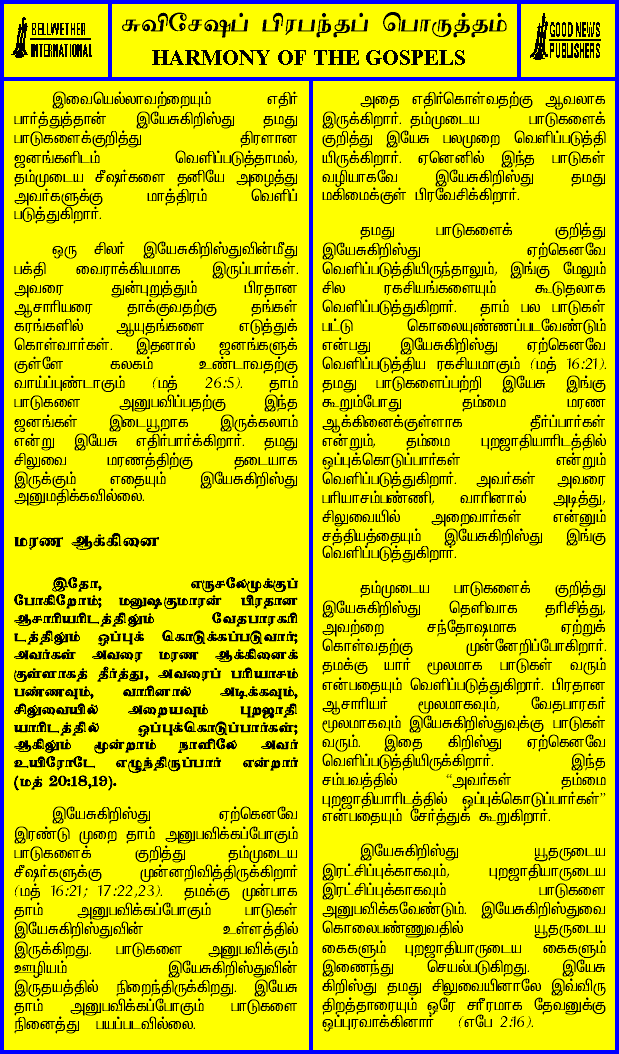 BELLWETHER
INTERNATIONAL
சுவிசேஷப் பிரபந்தப் பொருத்தம்
HARMONY OF THE GOSPELS
GOOD NEWS
PUBLISHERS
இவையெல்லாவற்றையும் எதிர்
பார்த்துத்தான் இயேசுகிறிஸ்து தமது
பாடுகளைக்குறித்து திரளான
ஜனங்களிடம் வெளிப்படுத்தாமல்,
தம்முடைய சீஷர்களை தனியே அழைத்து
அவர்களுக்கு மாத்திரம் வெளிப்
படுத்துகிறார்.
ஒரு சிலர் இயேசுகிறிஸ்துவின்மீது
பக்தி வைராக்கியமாக இருப்பார்கள்.
அவரை துன்புறுத்தும் பிரதான
ஆசாரியரை தாக்குவதற்கு தங்கள்
கரங்களில் ஆயுதங்களை எடுத்துக்
கொள்வார்கள். இதனால் ஜனங்களுக்
குள்ளே கலகம் உண்டாவதற்கு
வாய்ப்புண்டாகும் (மத் 26:5). தாம்
பாடுகளை அனுபவிப்பதற்கு இந்த
ஜனங்கள் இடையூறாக இருக்கலாம்
என்று இயேசு எதிர்பார்க்கிறார். தமது
சிலுவை மரணத்திற்கு தடையாக
இருக்கும் எதையும் இயேசுகிறிஸ்து
அனுமதிக்கவில்லை.
மரண ஆக்கினை
இதோ, எருசலேமுக்குப்
போகிறோம்; மனுஷகுமாரன் பிரதான
ஆசாரியரிடத்திலும் வேதபாரகரி
டத்திலும் ஒப்புக் கொடுக்கப்படுவார்;
அவர்கள் அவரை மரண ஆக்கினைக்
குள்ளாகத் தீர்த்து, அவரைப் பரியாசம்
பண்ணவும், வாரினால் அடிக்கவும்,
சிலுவையில் அறையவும் புறஜாதி
யாரிடத்தில் ஒப்புக்கொடுப்பார்கள்;
ஆகிலும் மூன்றாம் நாளிலே அவர்
உயிரோடே எழுந்திருப்பார் என்றார்
(மத் 20:18,19).
இயேசுகிறிஸ்து ஏற்கெனவே
இரண்டு முறை தாம் அனுபவிக்கப்போகும்
பாடுகளைக் குறித்து தம்முடைய
சீஷர்களுக்கு முன்னறிவித்திருக்கிறார்
(மத் 16:21; 17:22,23). தமக்கு முன்பாக
தாம் அனுபவிக்கப்போகும் பாடுகள்
இயேசுகிறிஸ்துவின் உள்ளத்தில்
இருக்கிறது. பாடுகளை அனுபவிக்கும்
ஊழியம் இயேசுகிறிஸ்துவின்
இருதயத்தில் நிறைந்திருக்கிறது. இயேசு
தாம் அனுபவிக்கப்போகும் பாடுகளை
நினைத்து பயப்படவில்லை.
அதை எதிர்கொள்வதற்கு ஆவலாக
இருக்கிறார். தம்முடைய பாடுகளைக்
குறித்து இயேசு பலமுறை வெளிப்படுத்தி
யிருக்கிறார். ஏனெனில் இந்த பாடுகள்
வழியாகவே இயேசுகிறிஸ்து தமது
மகிமைக்குள் பிரவேசிக்கிறார்.
தமது பாடுகளைக் குறித்து
இயேசுகிறிஸ்து ஏற்கெனவே
வெளிப்படுத்தியிருந்தாலும், இங்கு மேலும்
சில ரகசியங்களையும் கூடுதலாக
வெளிப்படுத்துகிறார். தாம் பல பாடுகள்
பட்டு கொலையுண்ணப்படவேண்டும்
என்பது இயேசுகிறிஸ்து ஏற்கெனவே
வெளிப்படுத்திய ரகசியமாகும் (மத் 16:21).
தமது பாடுகளைப்பற்றி இயேசு இங்கு
கூறும்போது தம்மை மரண
ஆக்கினைக்குள்ளாக தீர்ப்பார்கள்
என்றும், தம்மை புறஜாதியாரிடத்தில்
ஒப்புக்கொடுப்பார்கள் என்றும்
வெளிப்படுத்துகிறார். அவர்கள் அவரை
பரியாசம்பண்ணி, வாரினால் அடித்து,
சிலுவையில் அறைவார்கள் என்னும்
சத்தியத்தையும் இயேசுகிறிஸ்து இங்கு
வெளிப்படுத்துகிறார்.
தம்முடைய பாடுகளைக் குறித்து
இயேசுகிறிஸ்து தெளிவாக தரிசித்து,
அவற்றை சந்தோஷமாக ஏற்றுக்
கொள்வதற்கு முன்னேறிப்போகிறார்.
தமக்கு யார் மூலமாக பாடுகள் வரும்
என்பதையும் வெளிப்படுத்துகிறார். பிரதான
ஆசாரியர் மூலமாகவும், வேதபாரகர்
மூலமாகவும் இயேசுகிறிஸ்துவுக்கு பாடுகள்
வரும். இதை கிறிஸ்து ஏற்கெனவே
வெளிப்படுத்தியிருக்கிறார். இந்த
சம்பவத்தில் “அவர்கள் தம்மை
புறஜாதியாரிடத்தில் ஒப்புக்கொடுப்பார்கள்”
என்பதையும் சேர்த்துக் கூறுகிறார்.
இயேசுகிறிஸ்து யூதருடைய
இரட்சிப்புக்காகவும், புறஜாதியாருடைய
இரட்சிப்புக்காகவும் பாடுகளை
அனுபவிக்கவேண்டும். இயேசுகிறிஸ்துவை
கொலைபண்ணுவதில் யூதருடைய
கைகளும் புறஜாதியாருடைய கைகளும்
இணைந்து செயல்படுகிறது. இயேசு
கிறிஸ்து தமது சிலுவையினாலே இவ்விரு
திறத்தாரையும் ஒரே சரீரமாக தேவனுக்கு
ஒப்புரவாக்கினார் (எபே 2:16).